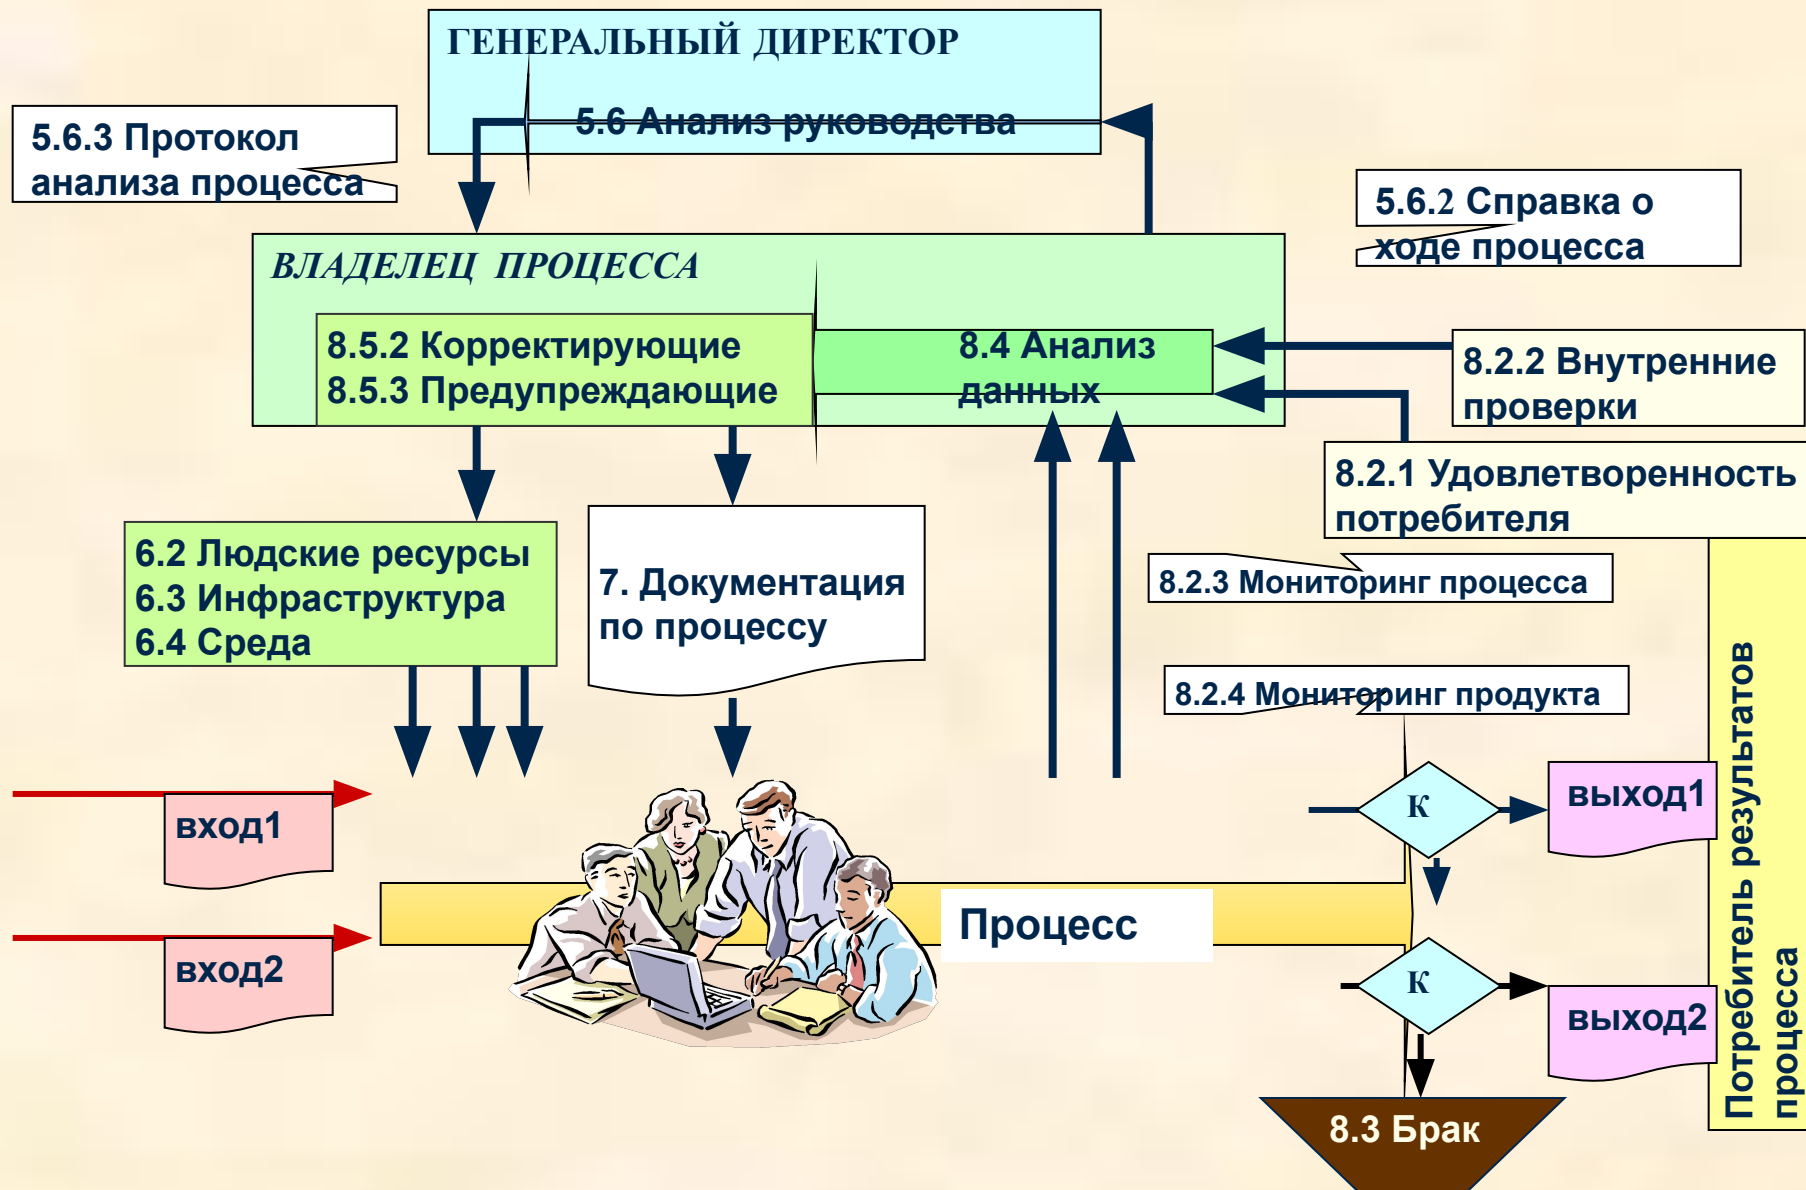 ГЕНЕРАЛЬНЫЙ ДИРЕКТОР
5.6 Анализ руководства
5.6.3 Протокол
анализа процесса
5.6.2 Справка о
ходе процесса
ВЛАДЕЛЕЦ ПРОЦЕССА
8.5.2 Корректирующие
8.5.3 Предупреждающие
8.4 Анализ
данных
8.2.2 Внутренние
проверки
8.2.1 Удовлетворенность
потребителя
6.2 Людские ресурсы
6.3 Инфраструктура
6.4 Среда
7. Документация
по процессу
8.2.3 Мониторинг процесса
8.2.4 Мониторинг продукта
вход1
вход2
Процесс
К
К
выход1
выход2
Потребитель результатов
процесса
8.3 Брак